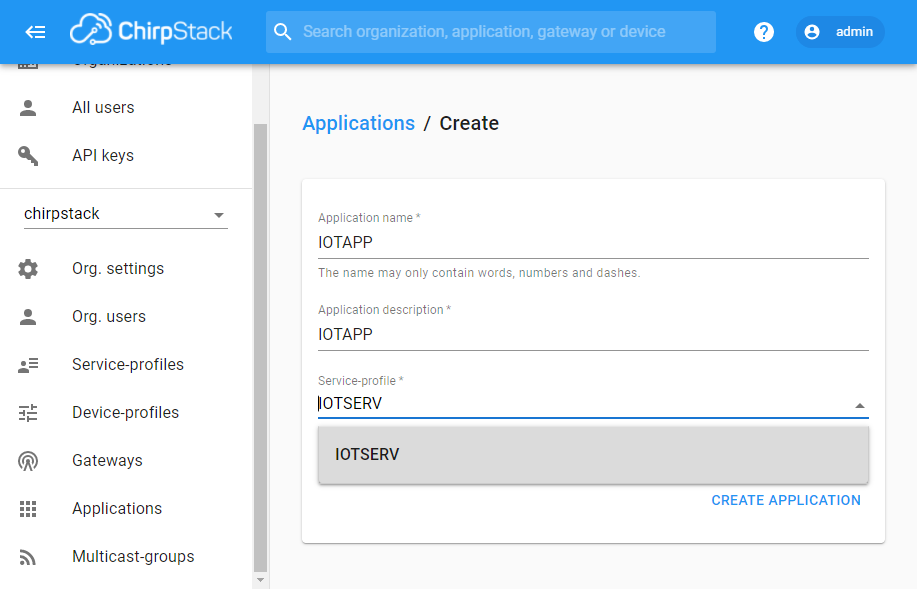 ChirpStack
Search organization, application, gateway or device
?
admin
Organizations
All users
API keys
chirpstack
Org. settings
Org. users
Service-profiles
Device-profiles
Gateways
Applications
Multicast-groups
Applications / Create
Application name *
IOTAPP
The name may only contain words, numbers and dashes.
Application description *
IOTAPP
Service-profile *
IOTSERV
IOTSERV
CREATE APPLICATION